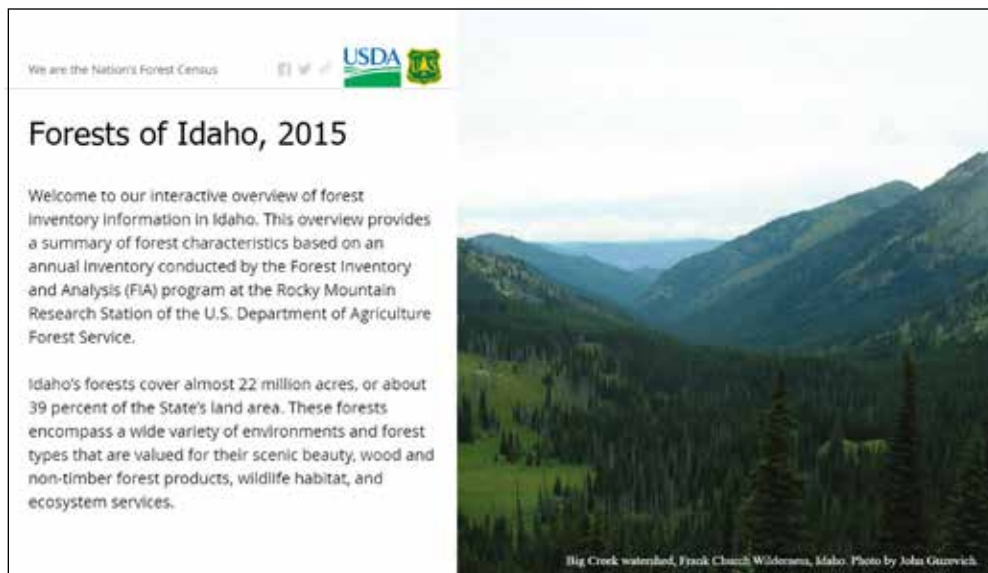 We are the Nation's Forest Census
USDA
Forests of Idaho, 2015
Welcome to our interactive overview of forest
inventory information in Idaho. This overview provides
a summary of forest characteristics based on an
annual inventory conducted by the Forest Inventory
and Analysis (FIA) program at the Rocky Mountain
Research Station of the U.S. Department of Agriculture
Forest Service.
Idaho's forests cover almost 22 million acres, or about
39 percent of the State's land area. These forests
encompass a wide variety of environments and forest
types that are valued for their scenic beauty, wood and
non-timber forest products, wildlife habitat, and
ecosystem services.
Big Creek watershed, Frank Church Wilderness, Idaho. Photo by John Guzevich.